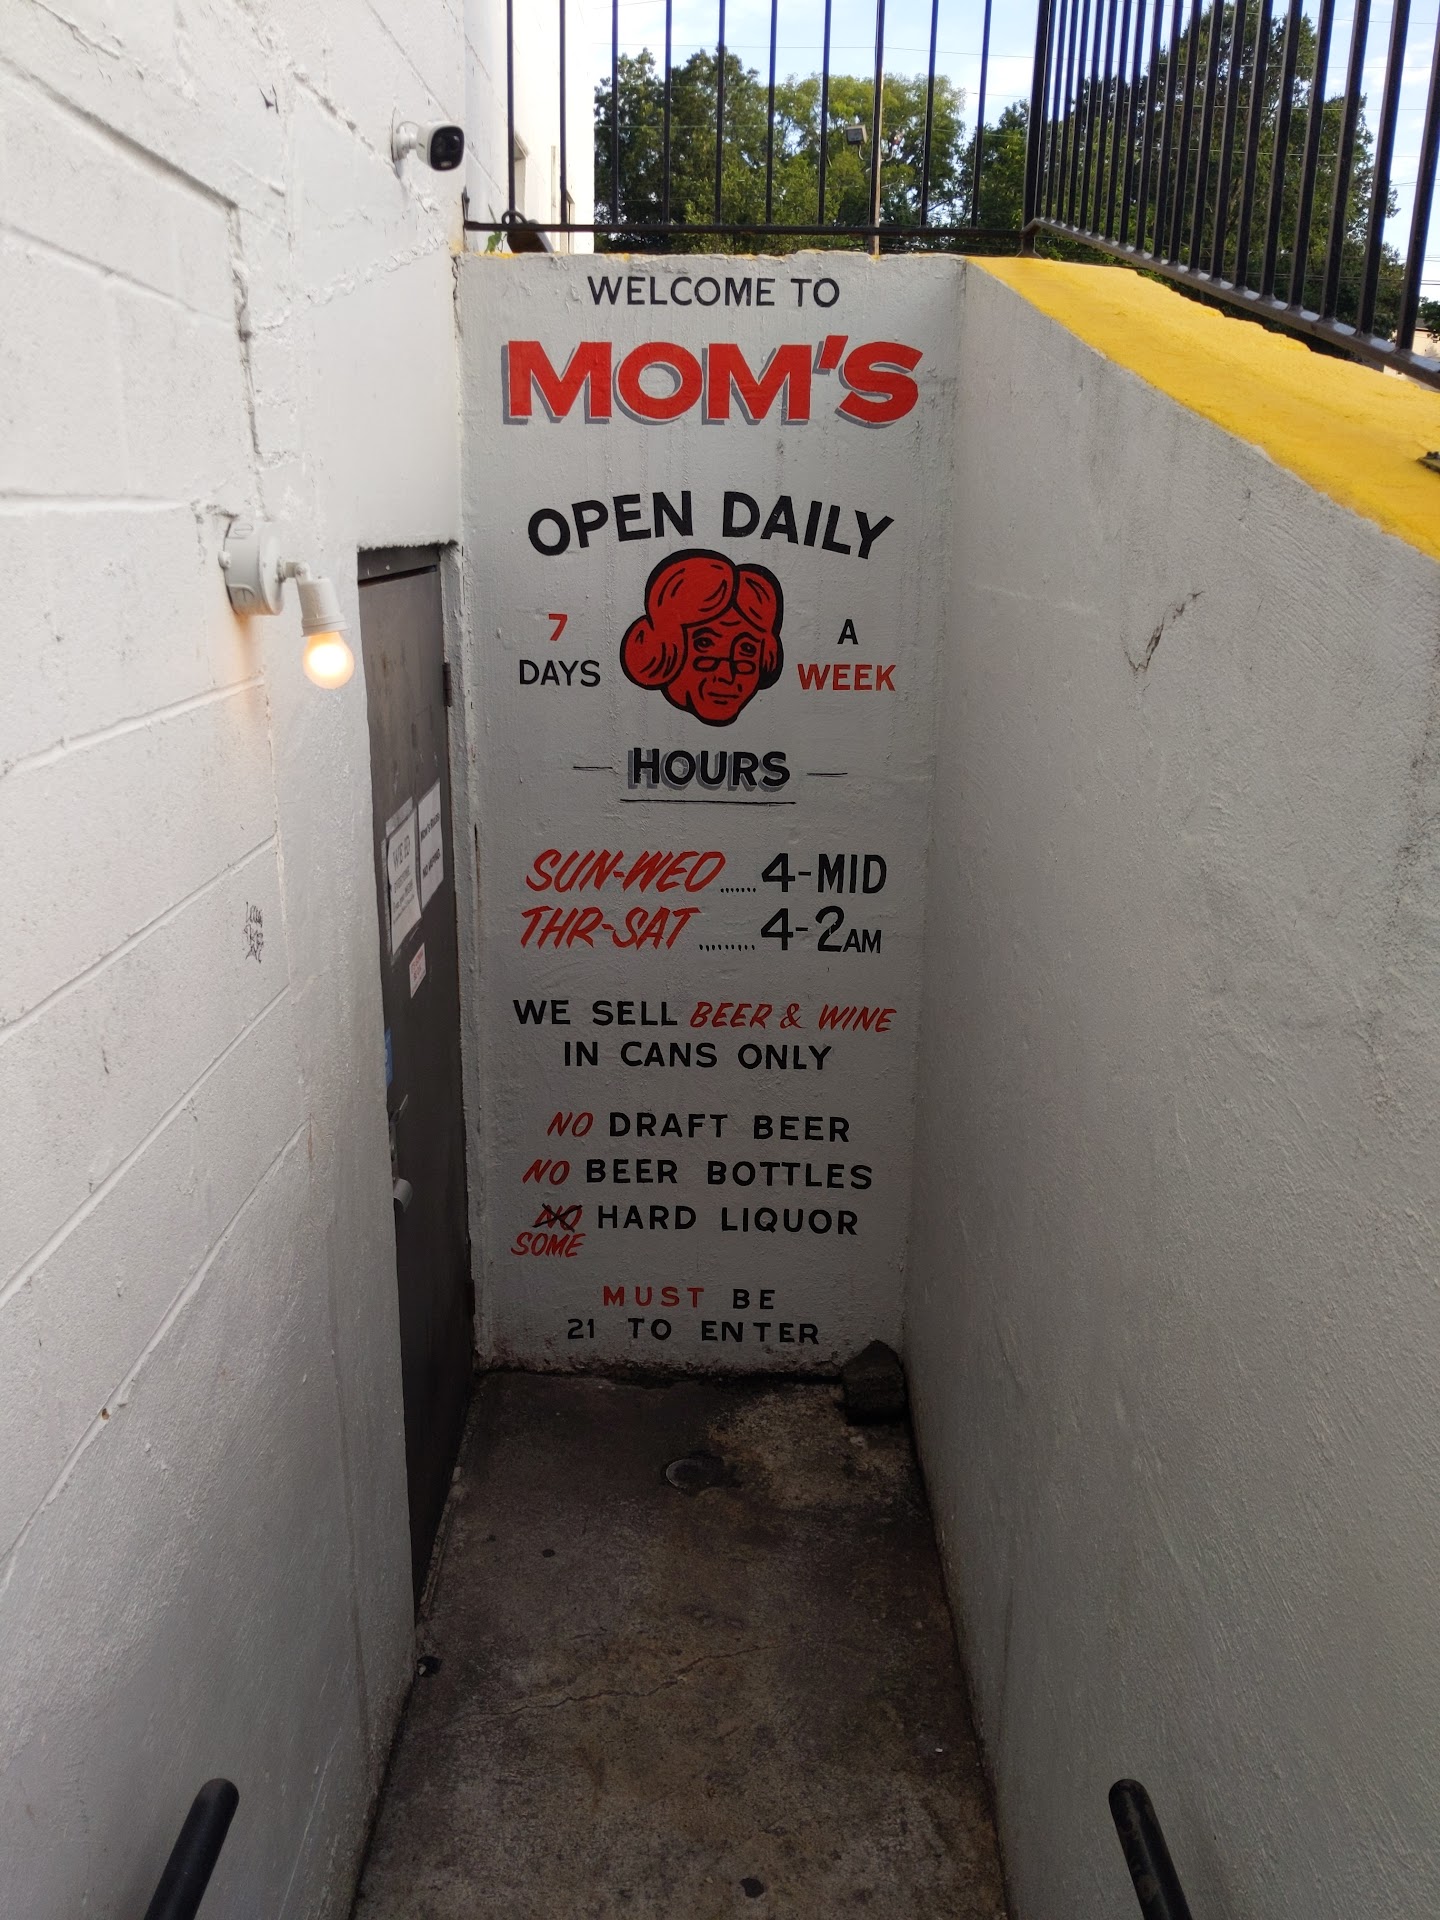 WELCOME TO
MOM'S
OPEN DAILY
7 DAYS A WEEK
HOURS
SUN-WED.......4-MID
THR-SAT.........4-2AM
WE SELL BEER & WINE
IN CANS ONLY
NO DRAFT BEER
NO BEER BOTTLES
NO HARD LIQUOR
SOME
MUST BE
21 TO ENTER